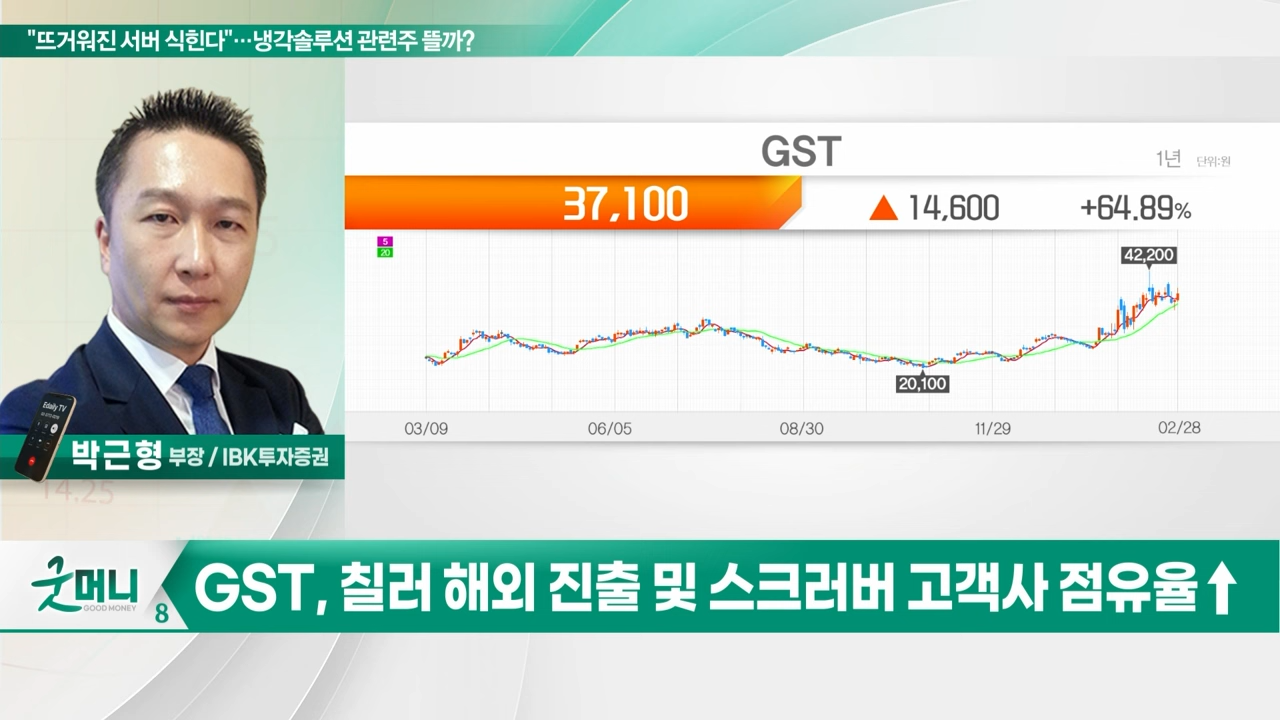 "뜨거워진 서버 식힌다"…냉각솔루션 관련주 뜰까?
GST
1년 단위:원
37,100 ▲ 14,600 +64.89%
5
20
42,200
20,100
03/09 06/05 08/30 11/29 02/28
Edaily TV
박근형 부장 / IBK투자증권
14.25
굿머니
GOOD MONEY
8
GST, 칠러 해외 진출 및 스크러버 고객사 점유율↑